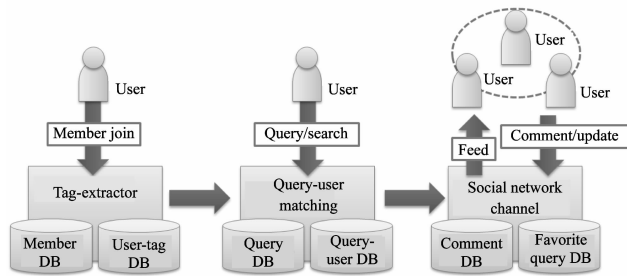 User
User
User
User
User
Member join
Query/search
Feed
Comment/update
Tag-extractor
Query-user
matching
Social network
channel
Member
DB
User-tag
DB
Query
DB
Query-
user DB
Comment
DB
Favorite
query DB